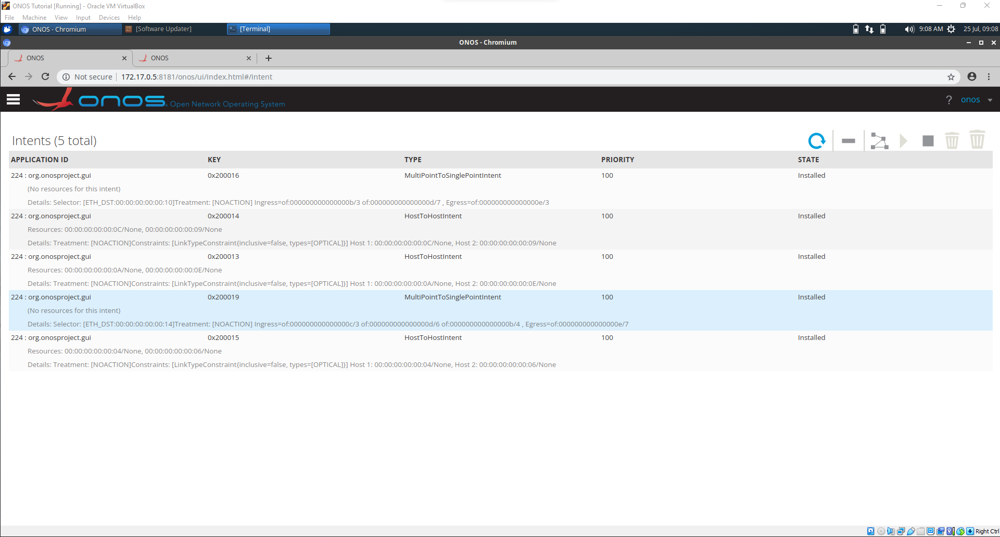 ONOS Tutorial [Running] - Oracle VM VirtualBox
File Machine View Input Devices Help
ONOS - Chromium [Software Updater] [Terminal] 9:08 AM 25 Jul, 09:08
ONOS - Chromium
ONOS ONOS
Not secure 172.17.0.5:8181/onos/ui/index.html#/intent
onos Open Network Operating System ? onos
Intents (5 total)
APPLICATION ID KEY TYPE PRIORITY STATE
224 : org.onosproject.gui 0x200016 MultiPointToSinglePointIntent 100 Installed
(No resources for this intent)
Details: Selector: [ETH_DST:00:00:00:00:00:10]Treatment: [NOACTION] Ingress=of:000000000000000b/3 of:000000000000000d/7 , Egress=of:000000000000000e/3
224 : org.onosproject.gui 0x200014 HostToHostIntent 100 Installed
Resources: 00:00:00:00:00:0C/None, 00:00:00:00:00:09/None
Details: Treatment: [NOACTION]Constraints: [LinkTypeConstraint{inclusive=false, types=[OPTICAL]}] Host 1: 00:00:00:00:00:0C/None, Host 2: 00:00:00:00:00:09/None
224 : org.onosproject.gui 0x200013 HostToHostIntent 100 Installed
Resources: 00:00:00:00:00:0A/None, 00:00:00:00:00:0E/None
Details: Treatment: [NOACTION]Constraints: [LinkTypeConstraint{inclusive=false, types=[OPTICAL]}] Host 1: 00:00:00:00:00:0A/None, Host 2: 00:00:00:00:00:0E/None
224 : org.onosproject.gui 0x200019 MultiPointToSinglePointIntent 100 Installed
(No resources for this intent)
Details: Selector: [ETH_DST:00:00:00:00:00:14]Treatment: [NOACTION] Ingress=of:000000000000000c/3 of:000000000000000d/6 of:000000000000000b/4 , Egress=of:000000000000000e/7
224 : org.onosproject.gui 0x200015 HostToHostIntent 100 Installed
Resources: 00:00:00:00:00:04/None, 00:00:00:00:00:06/None
Details: Treatment: [NOACTION]Constraints: [LinkTypeConstraint{inclusive=false, types=[OPTICAL]}] Host 1: 00:00:00:00:00:04/None, Host 2: 00:00:00:00:00:06/None
Right Ctrl